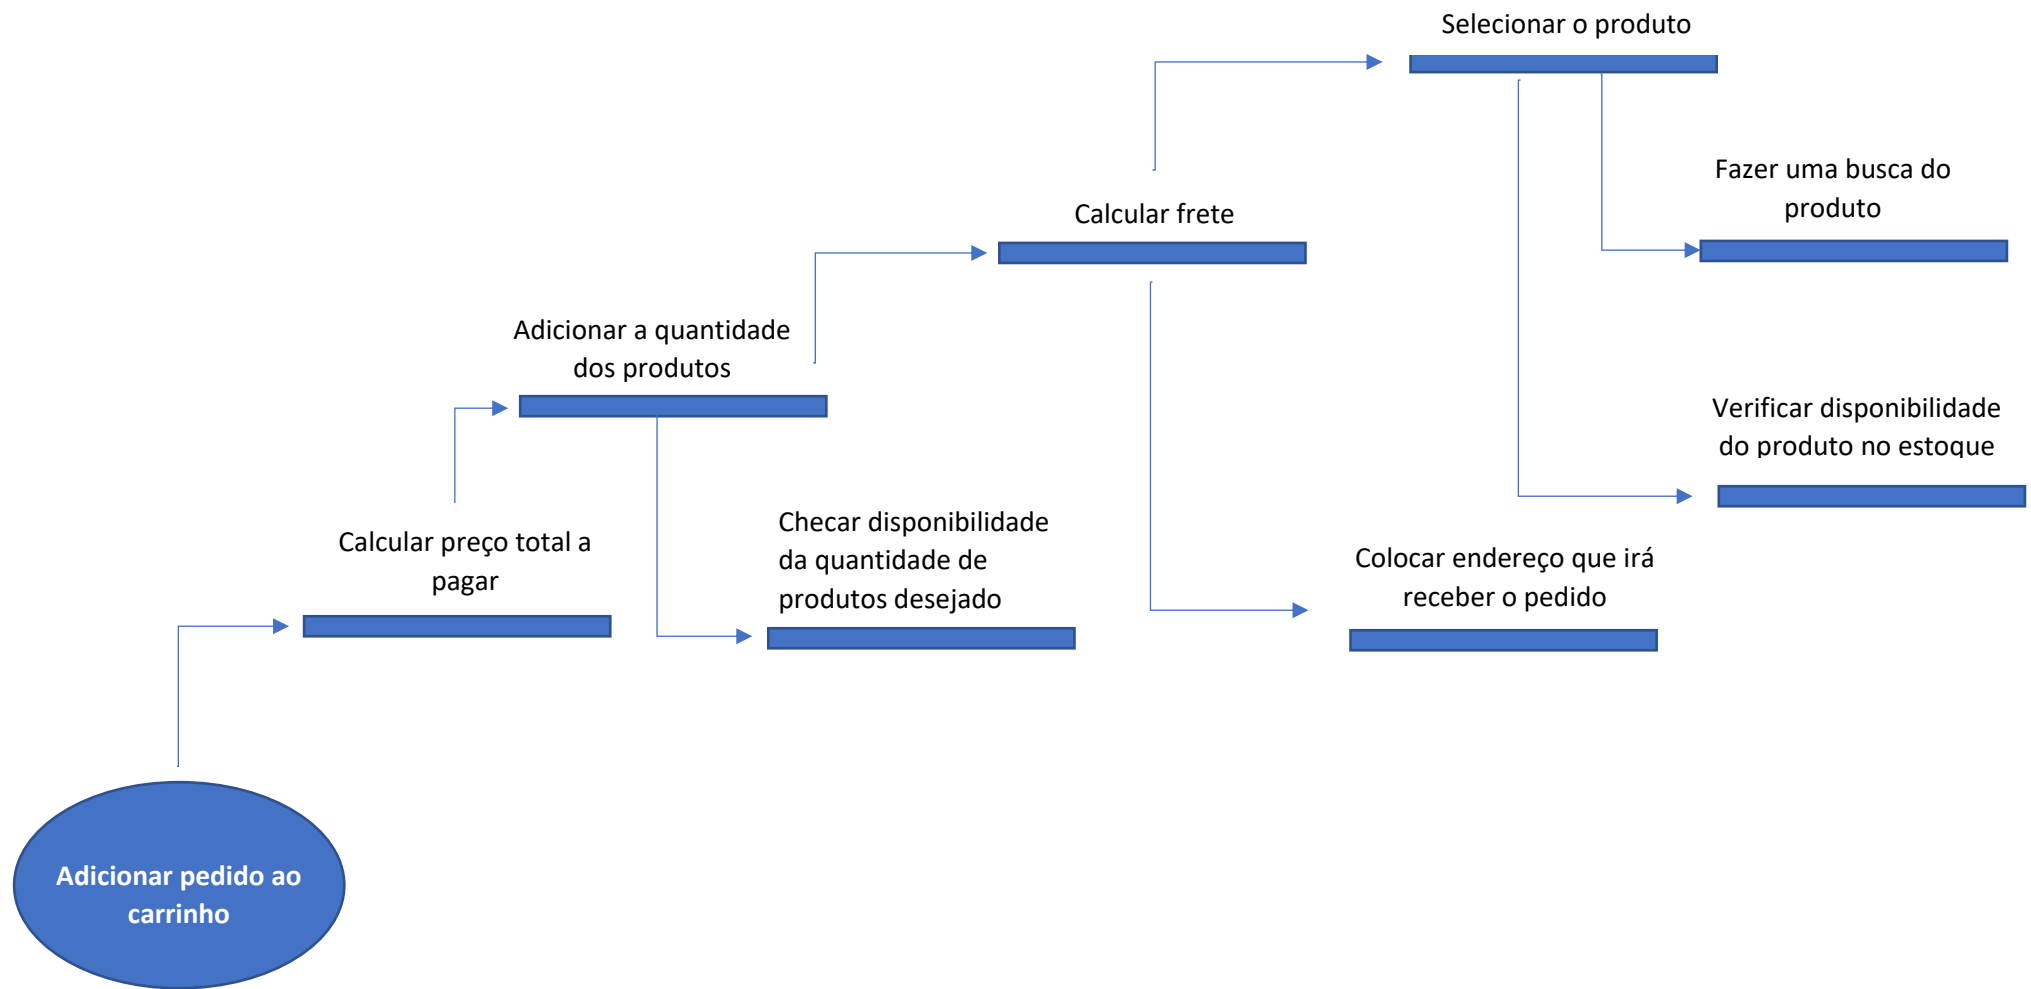 Selecionar o produto
Fazer uma busca do
produto
Calcular frete
Adicionar a quantidade
dos produtos
Verificar disponibilidade
do produto no estoque
Checar disponibilidade
da quantidade de
produtos desejado
Calcular preço total a
pagar
Colocar endereço que irá
receber o pedido
Adicionar pedido ao
carrinho